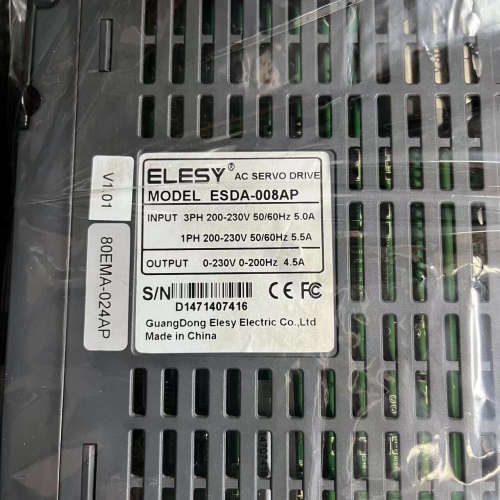 ELESY® AC SERVO DRIVE
MODEL ESDA-008AP
INPUT 3PH 200-230V 50/60Hz 5.0A
1PH 200-230V 50/60Hz 5.5A
OUTPUT 0-230V 0-200Hz 4.5A
S/N
D1471407416
CE FC
GuangDong Elesy Electric Co.,Ltd
Made in China
V1.01
80EMA-024AP